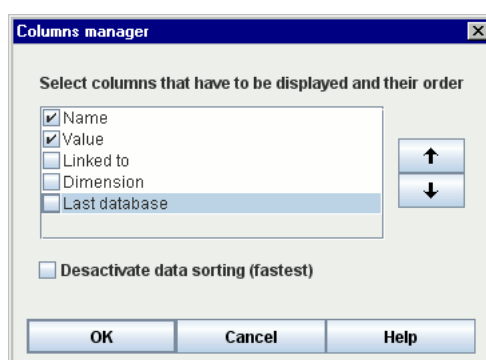 Columns manager
Select columns that have to be displayed and their order
Name
Value
Linked to
Dimension
Last database
Desactivate data sorting (fastest)
OK
Cancel
Help